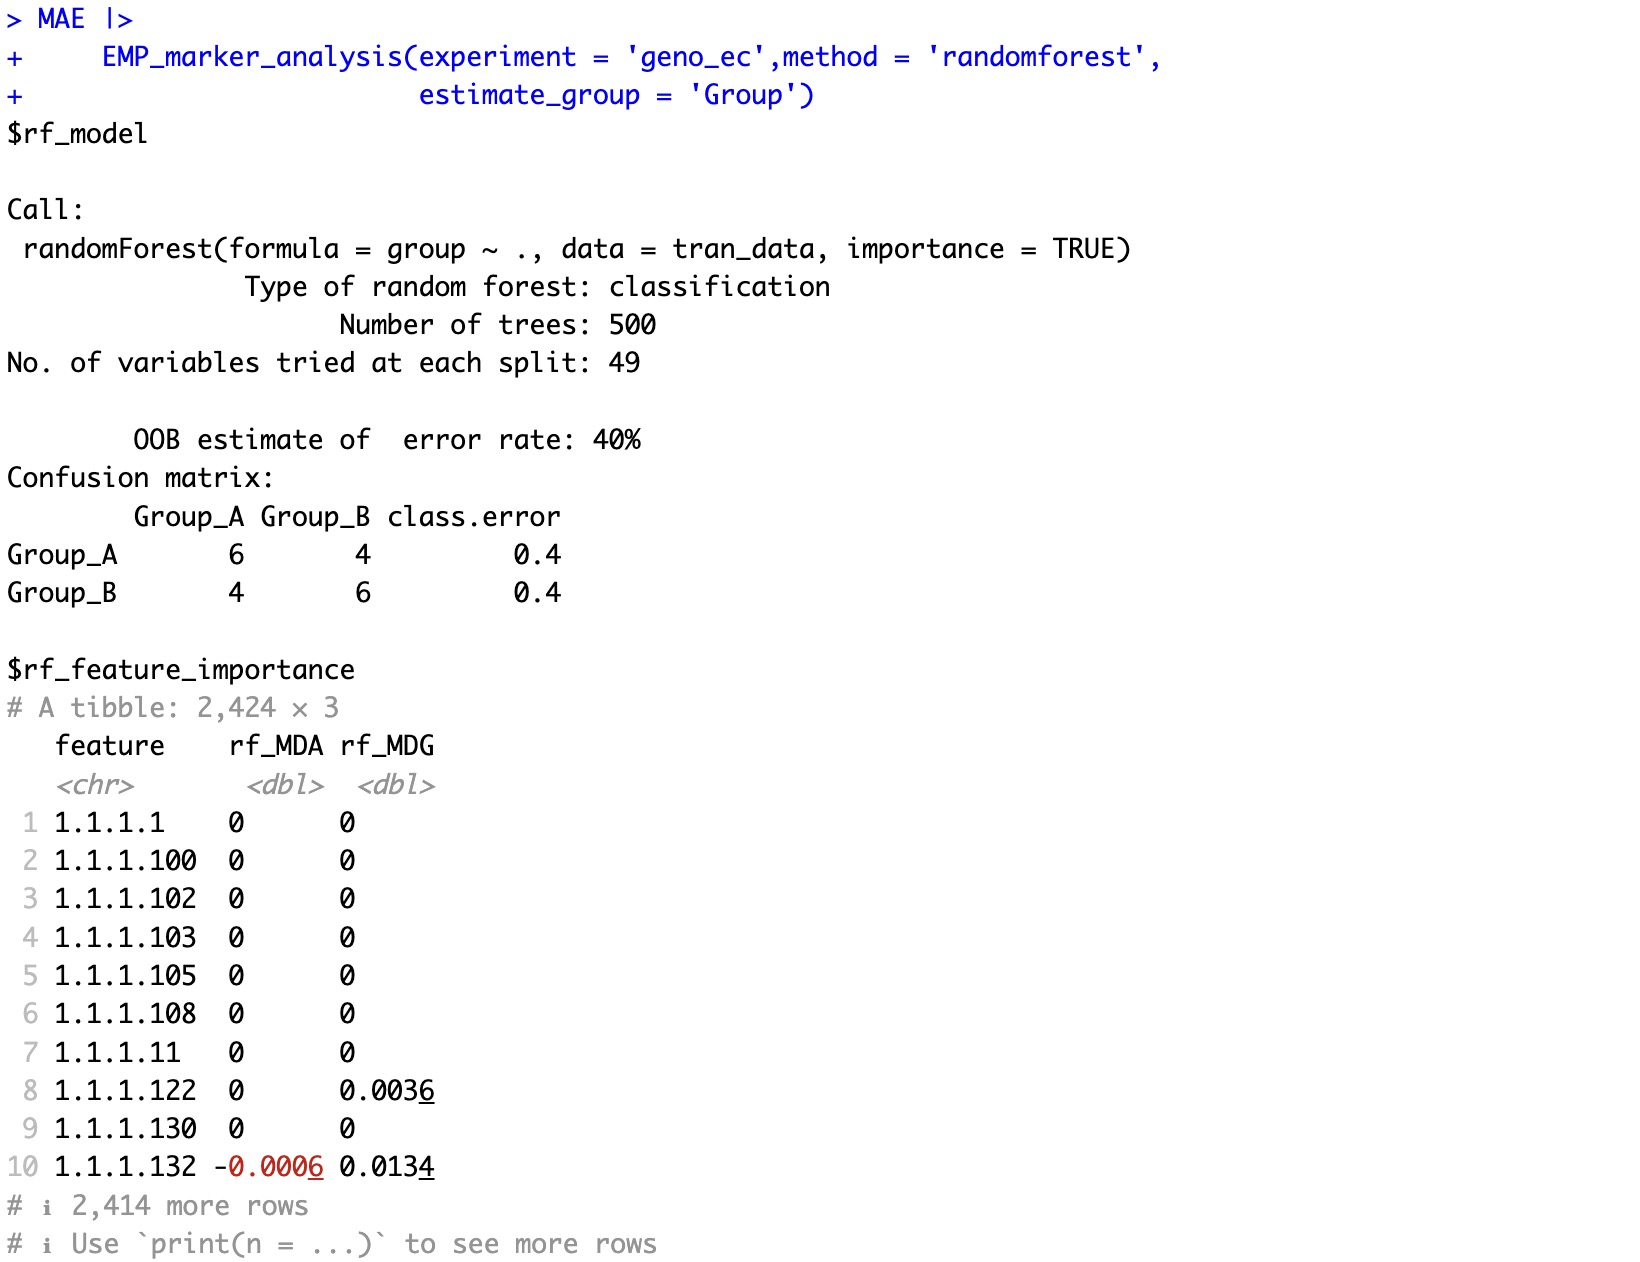 > MAE |>
+     EMP_marker_analysis(experiment = 'geno_ec',method = 'randomforest',
+                         estimate_group = 'Group')
$rf_model

Call:
 randomForest(formula = group ~ ., data = tran_data, importance = TRUE)
               Type of random forest: classification
                     Number of trees: 500
No. of variables tried at each split: 49

        OOB estimate of  error rate: 40%
Confusion matrix:
        Group_A Group_B class.error
Group_A       6       4         0.4
Group_B       4       6         0.4

$rf_feature_importance
# A tibble: 2,424 × 3
   feature    rf_MDA rf_MDG
   <chr>       <dbl>  <dbl>
 1 1.1.1.1    0      0
 2 1.1.1.100  0      0
 3 1.1.1.102  0      0
 4 1.1.1.103  0      0
 5 1.1.1.105  0      0
 6 1.1.1.108  0      0
 7 1.1.1.11   0      0
 8 1.1.1.122  0      0.0036
 9 1.1.1.130  0      0
10 1.1.1.132 -0.0006 0.0134
# ℹ 2,414 more rows
# ℹ Use `print(n = ...)` to see more rows